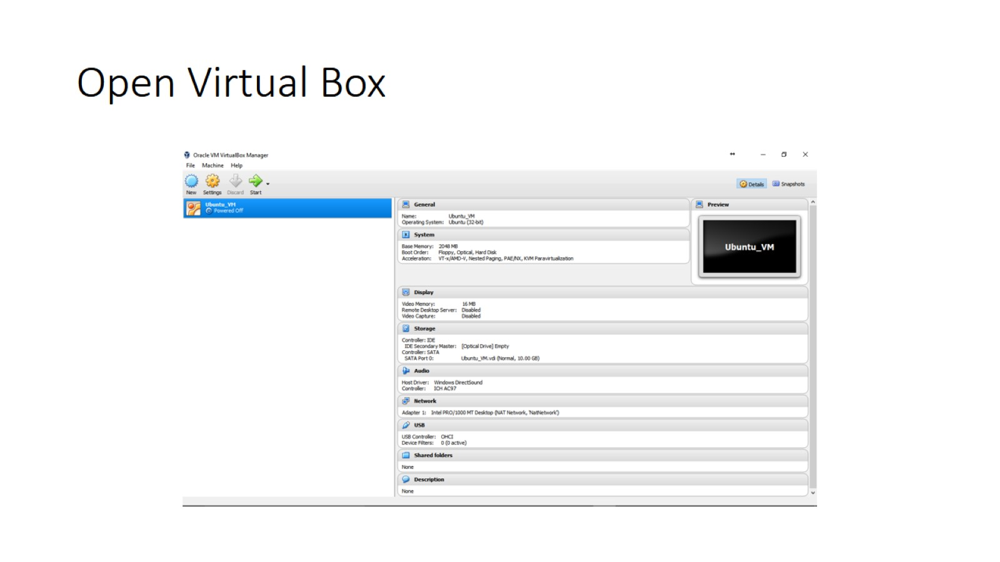 Open Virtual Box
Oracle VM VirtualBox Manager
File Machine Help
New Settings Discard Start
Details Snapshots
Ubuntu_VM
Powered Off
General
Name: Ubuntu_VM
Operating System: Ubuntu (32-bit)
System
Base Memory: 2048 MB
Boot Order: Floppy, Optical, Hard Disk
Acceleration: VT-x/AMD-V, Nested Paging, PAE/NX, KVM Paravirtualization
Preview
Ubuntu_VM
Display
Video Memory: 16 MB
Remote Desktop Server: Disabled
Video Capture: Disabled
Storage
Controller: IDE
IDE Secondary Master: [Optical Drive] Empty
Controller: SATA
SATA Port 0: Ubuntu_VM.vdi (Normal, 10.00 GB)
Audio
Host Driver: Windows DirectSound
Controller: ICH AC97
Network
Adapter 1: Intel PRO/1000 MT Desktop (NAT Network, 'NatNetwork')
USB
USB Controller: OHCI
Device Filters: 0 (0 active)
Shared folders
None
Description
None